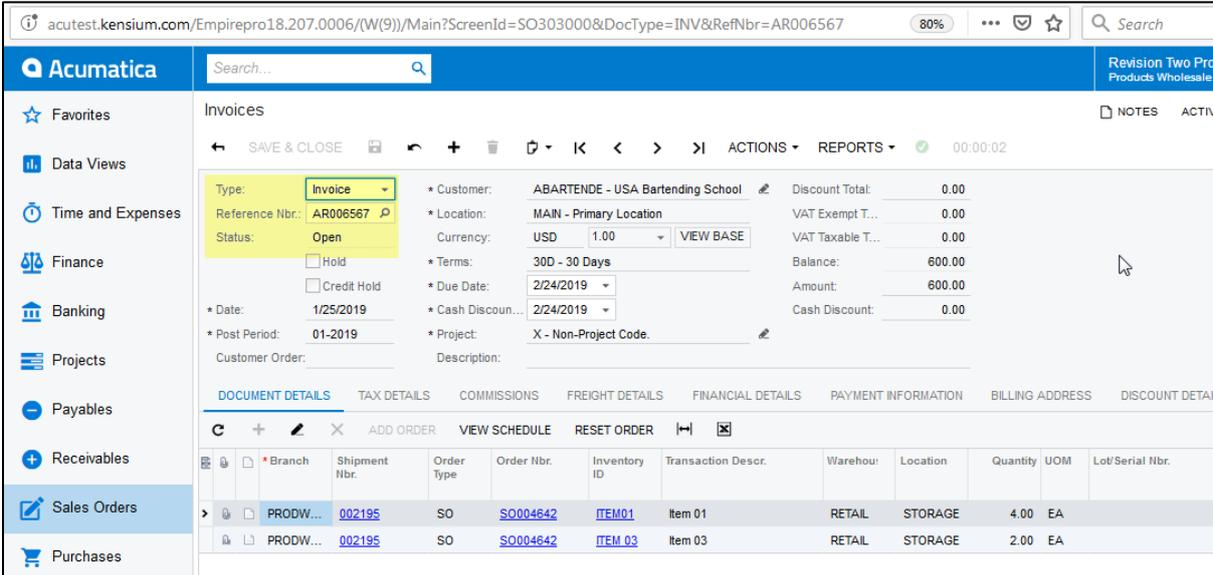 acutest.kensium.com/Empirepro18.207.0006/(W(9))/Main?ScreenId=SO303000&DocType=INV&RefNbr=AR006567 80% Search
Acumatica Search... Revision Two Pro
Products Wholesale
Favorites Invoices NOTES ACTIV
SAVE & CLOSE ACTIONS REPORTS 00:00:02
Data Views
Type: Invoice * Customer: ABARTENDE - USA Bartending School Discount Total: 0.00
Time and Expenses Reference Nbr.: AR006567 * Location: MAIN - Primary Location VAT Exempt T... 0.00
Status: Open Currency: USD 1.00 VIEW BASE VAT Taxable T... 0.00
Finance Hold * Terms: 30D - 30 Days Balance: 600.00
Credit Hold * Due Date: 2/24/2019 Amount: 600.00
Banking * Date: 1/25/2019 * Cash Discoun... 2/24/2019 Cash Discount: 0.00
* Post Period: 01-2019 * Project: X - Non-Project Code.
Projects Customer Order: Description:
DOCUMENT DETAILS TAX DETAILS COMMISSIONS FREIGHT DETAILS FINANCIAL DETAILS PAYMENT INFORMATION BILLING ADDRESS DISCOUNT DETAI
Payables
ADD ORDER VIEW SCHEDULE RESET ORDER
Receivables * Branch Shipment Nbr. Order Type Order Nbr. Inventory ID Transaction Descr. Warehou: Location Quantity UOM Lot/Serial Nbr.
Sales Orders PRODW... 002195 SO SO004642 ITEM01 Item 01 RETAIL STORAGE 4.00 EA
PRODW... 002195 SO SO004642 ITEM 03 Item 03 RETAIL STORAGE 2.00 EA
Purchases